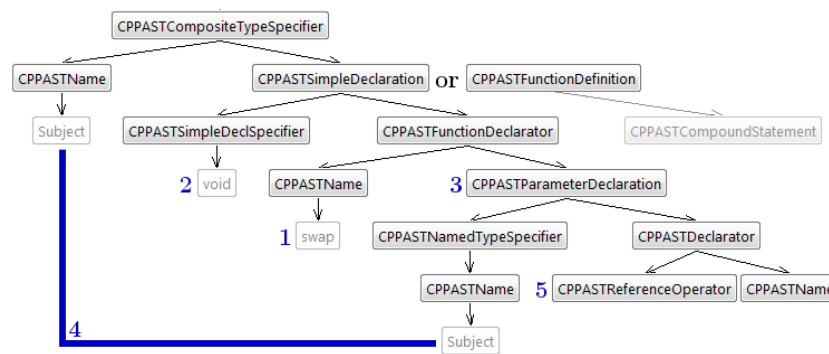 CPPASTCompositeTypeSpecifier
CPPASTName CPPASTSimpleDeclaration or CPPASTFunctionDefinition
Subject CPPASTSimpleDeclSpecifier CPPASTFunctionDeclarator CPPASTCompoundStatement
2 void CPPASTName 3 CPPASTParameterDeclaration
1 swap CPPASTNamedTypeSpecifier CPPASTDeclarator
CPPASTName 5 CPPASTReferenceOperator CPPASTName
4 Subject